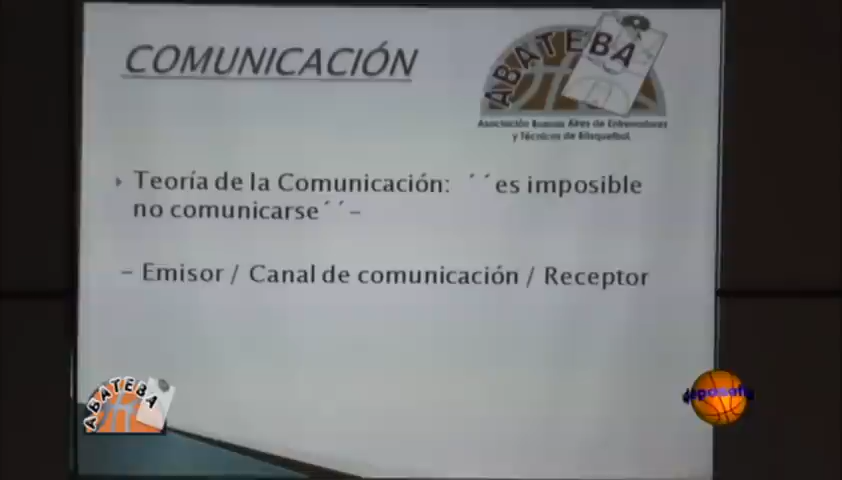 COMUNICACIÓN
ABATEBA
Asociación Buenos Aires de Entrenadores
y Técnicos de Básquetbol.
Teoría de la Comunicación: ´´es imposible
no comunicarse´´-
- Emisor / Canal de comunicación / Receptor
ABATEBA